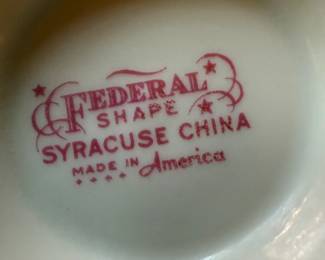 FEDERAL
SHAPE
SYRACUSE CHINA
MADE IN America